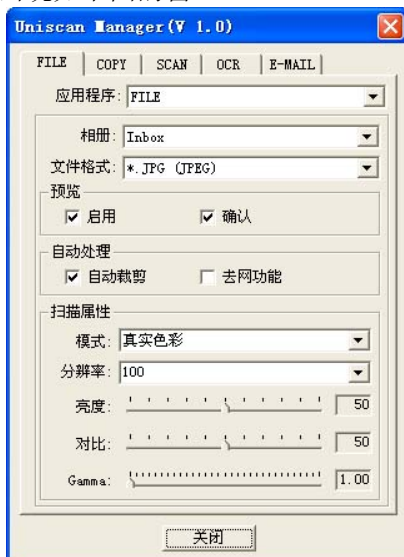 Uniscan Manager(V 1.0)
FILE COPY SCAN OCR E-MAIL
应用程序: FILE
相册: Inbox
文件格式: *.JPG (JPEG)
预览
启用 确认
自动处理
自动裁剪 去网功能
扫描属性
模式: 真实色彩
分辨率: 100
亮度: 50
对比: 50
Gamma: 1.00
关闭